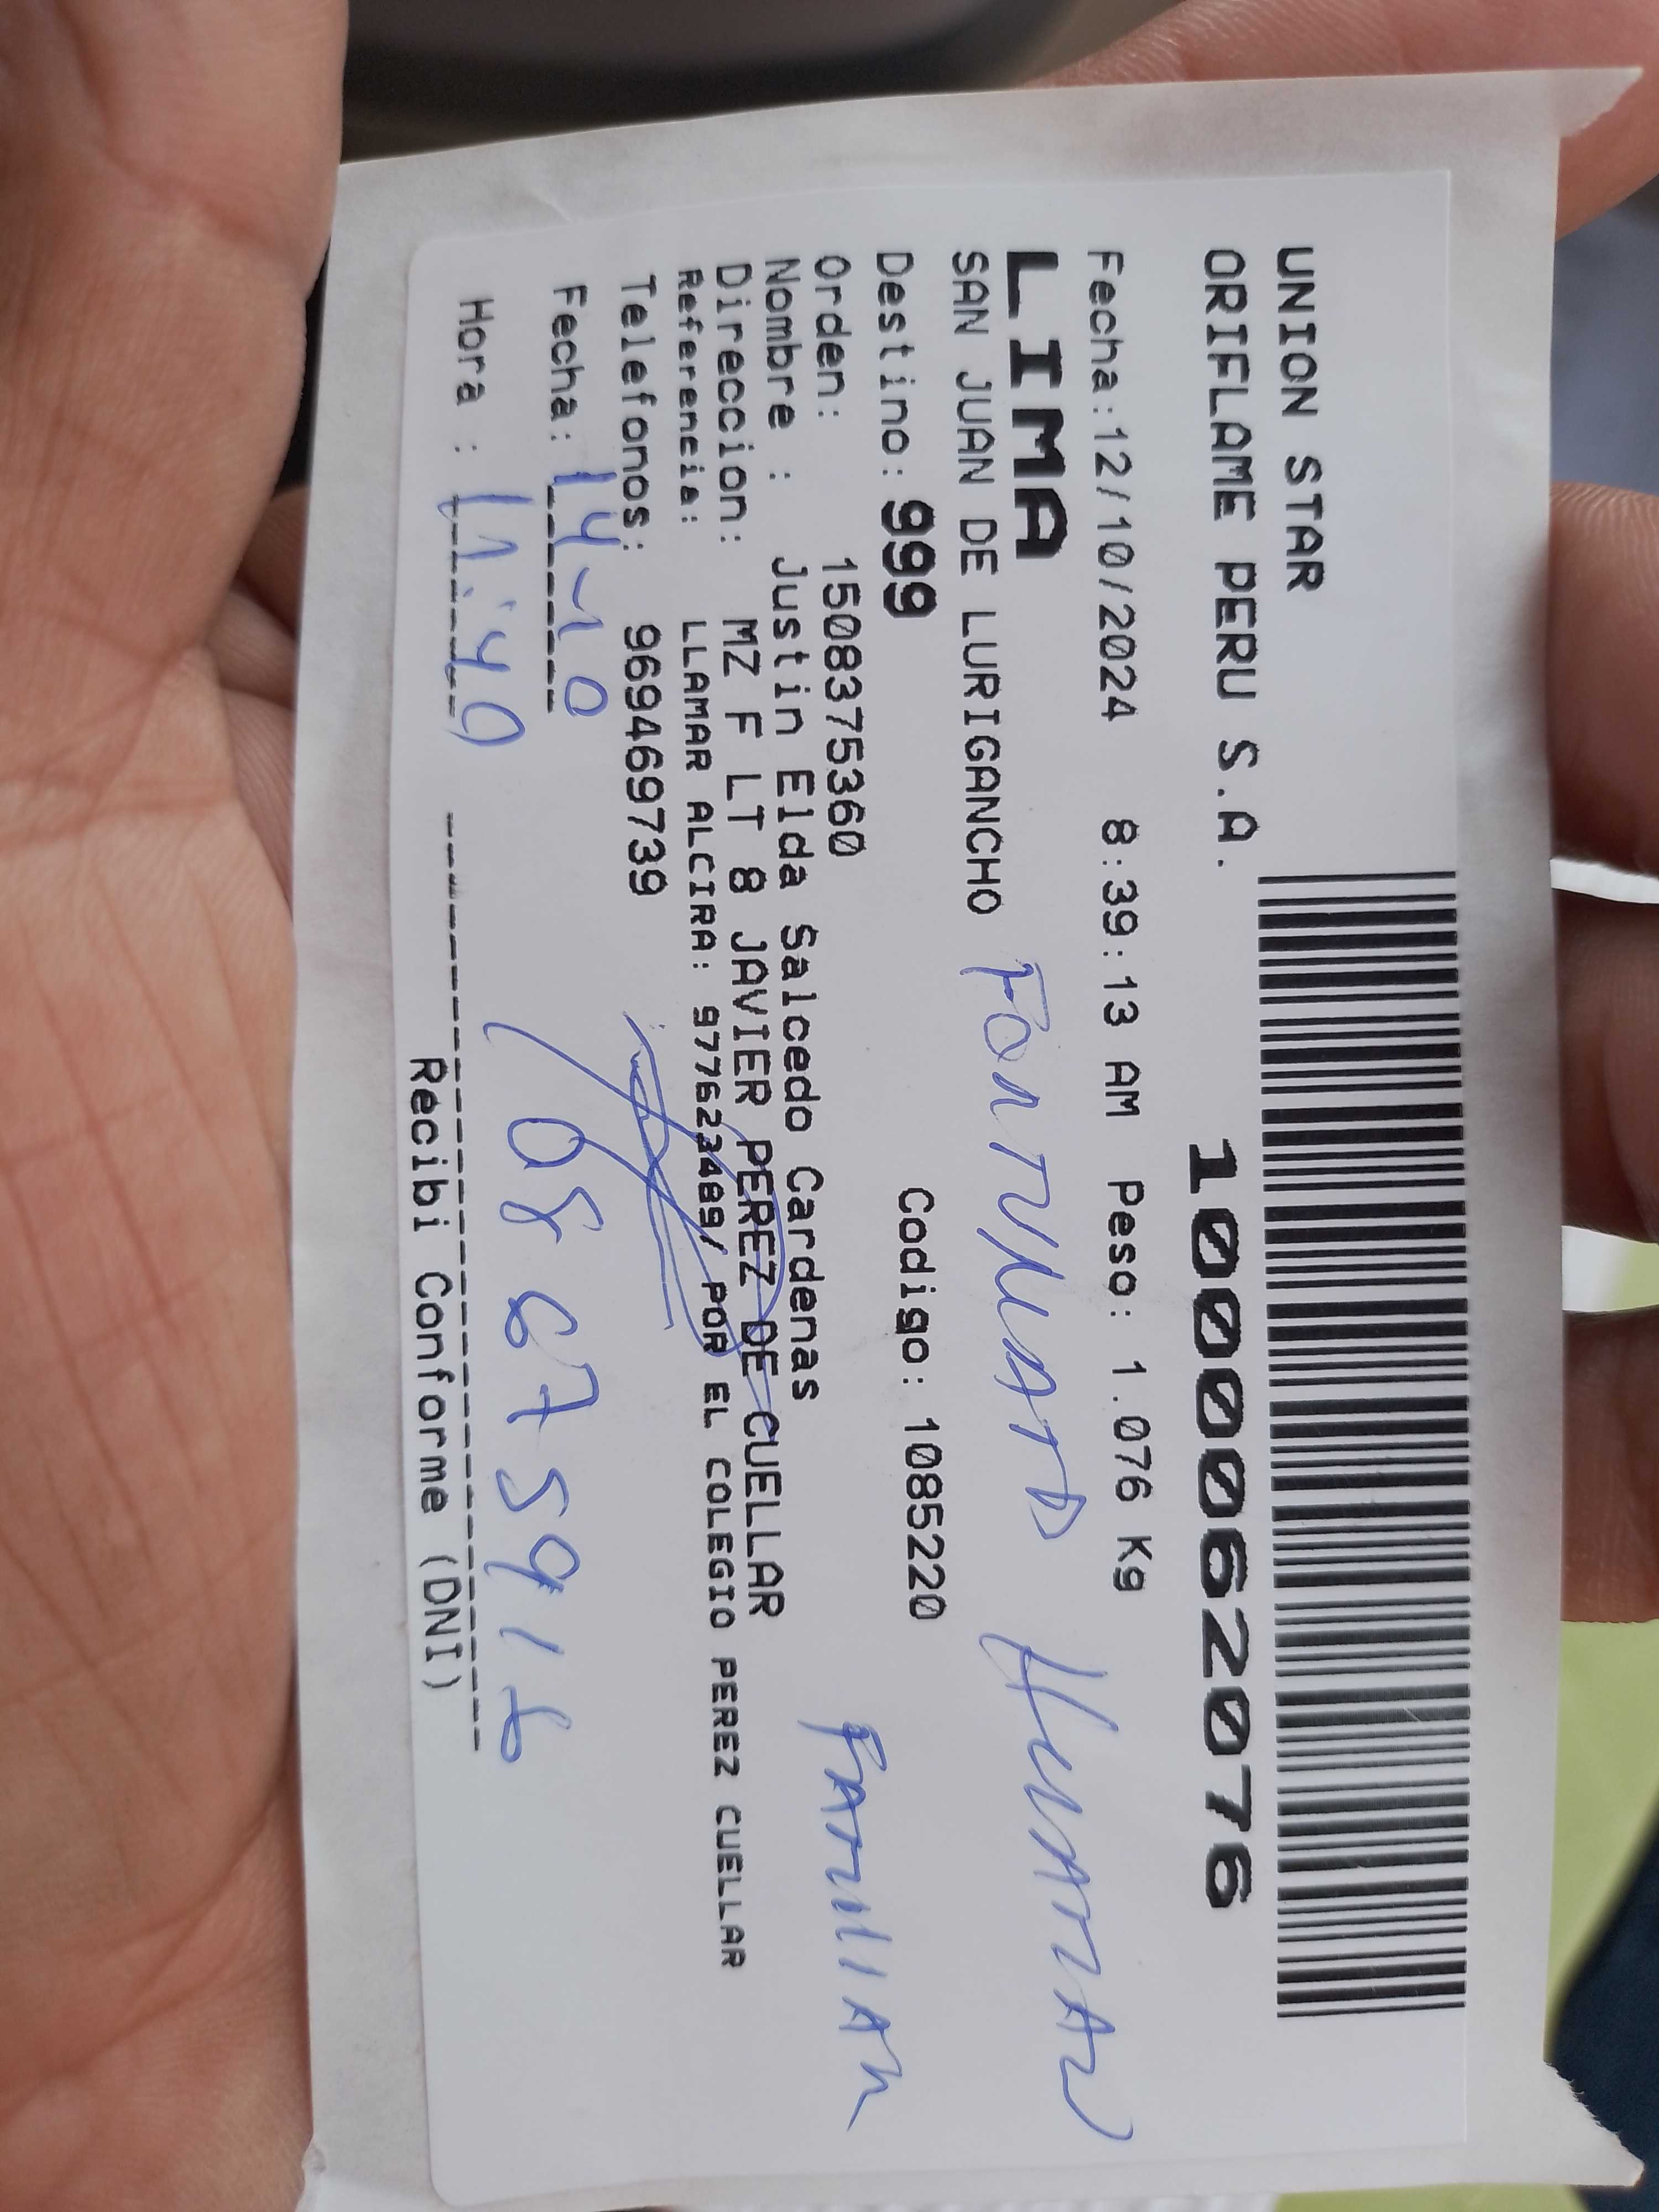 UNION STAR
ORIFLAME PERU S.A.
1000062076
Fecha:12/10/2024 8:39:13 AM Peso: 1.076 Kg
LIMA
SAN JUAN DE LURIGANCHO
Destino: 999 Codigo: 1085220
Orden: 1508375360
Nombre : Justin Elda Salcedo Cardenas
Familiar
Direccion: MZ F LT 8 JAVIER PEREZ DE CUELLAR
Referencia: LLAMAR ALCIRA: 977623489/ POR EL COLEGIO PEREZ CUELLAR
Telefonos: 969469739
Fecha: 14-10
08675916
Hora : 11:40
Recibi Conforme (DNI)